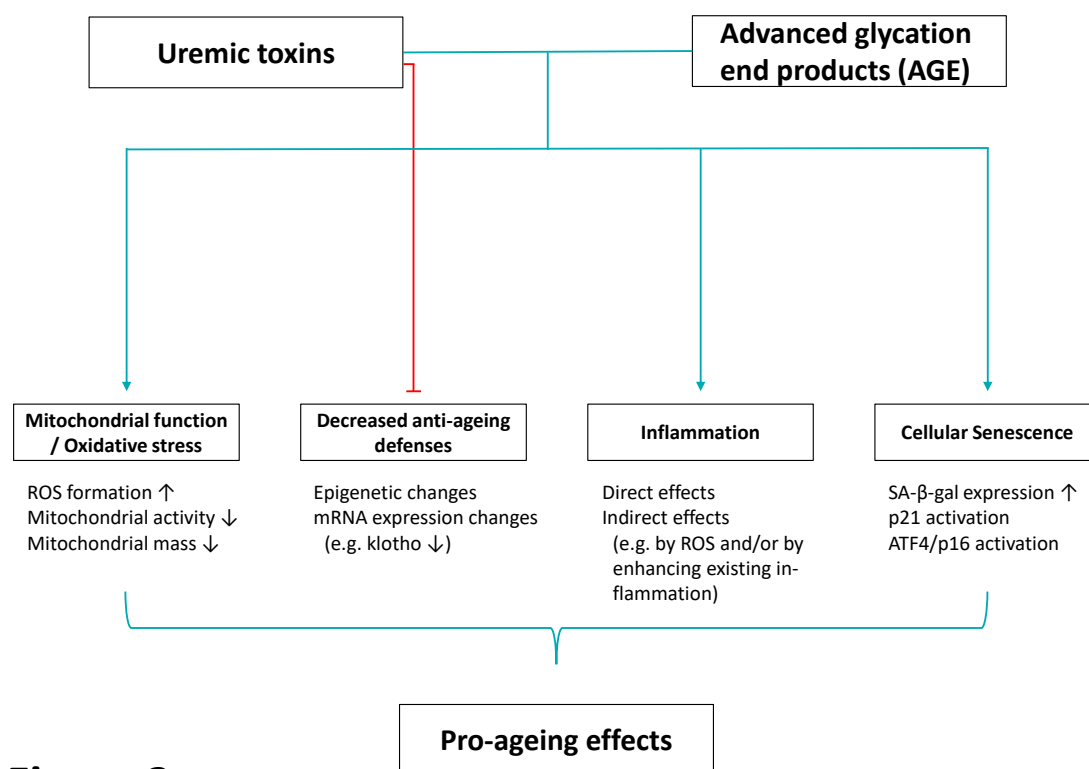 Uremic toxins
Advanced glycation
end products (AGE)
Mitochondrial function
/ Oxidative stress
Decreased anti-ageing
defenses
Inflammation
Cellular Senescence
ROS formation ↑
Mitochondrial activity ↓
Mitochondrial mass ↓
Epigenetic changes
mRNA expression changes
(e.g. klotho ↓)
Direct effects
Indirect effects
(e.g. by ROS and/or by
enhancing existing in-
flammation)
SA-β-gal expression ↑
p21 activation
ATF4/p16 activation
Pro-ageing effects